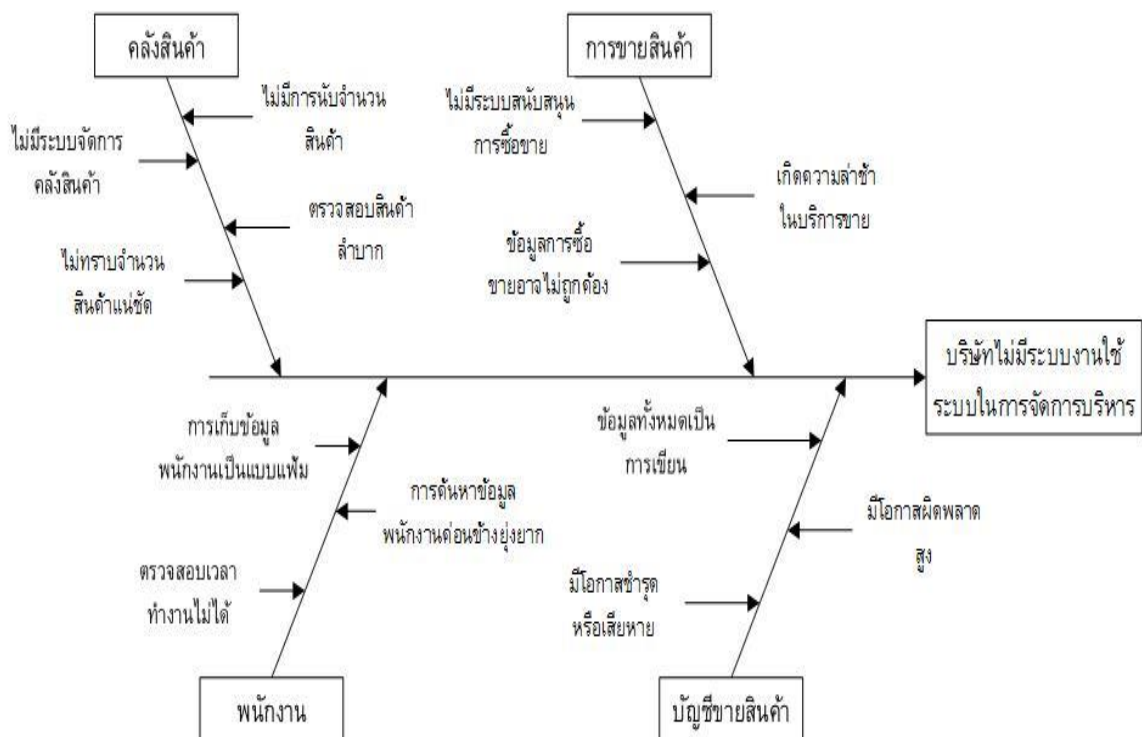 คลังสินค้า
การขายสินค้า
ไม่มีการนับจำนวน
สินค้า
ไม่มีระบบจัดการ
คลังสินค้า
ตรวจสอบสินค้า
ลำบาก
ไม่ทราบจำนวน
สินค้าแน่ชัด
ไม่มีระบบสนับสนุน
การซื้อขาย
เกิดความล่าช้า
ในบริการขาย
ข้อมูลการซื้อ
ขายอาจไม่ถูกต้อง
บริษัทไม่มีระบบงานใช้
ระบบในการจัดการบริหาร
การเก็บข้อมูล
พนักงานเป็นแบบแฟ้ม
การค้นหาข้อมูล
พนักงานค่อนข้างยุ่งยาก
ตรวจสอบเวลา
ทำงานไม่ได้
ข้อมูลทั้งหมดเป็น
การเขียน
มีโอกาสผิดพลาด
สูง
มีโอกาสชำรุด
หรือเสียหาย
พนักงาน
บัญชีขายสินค้า